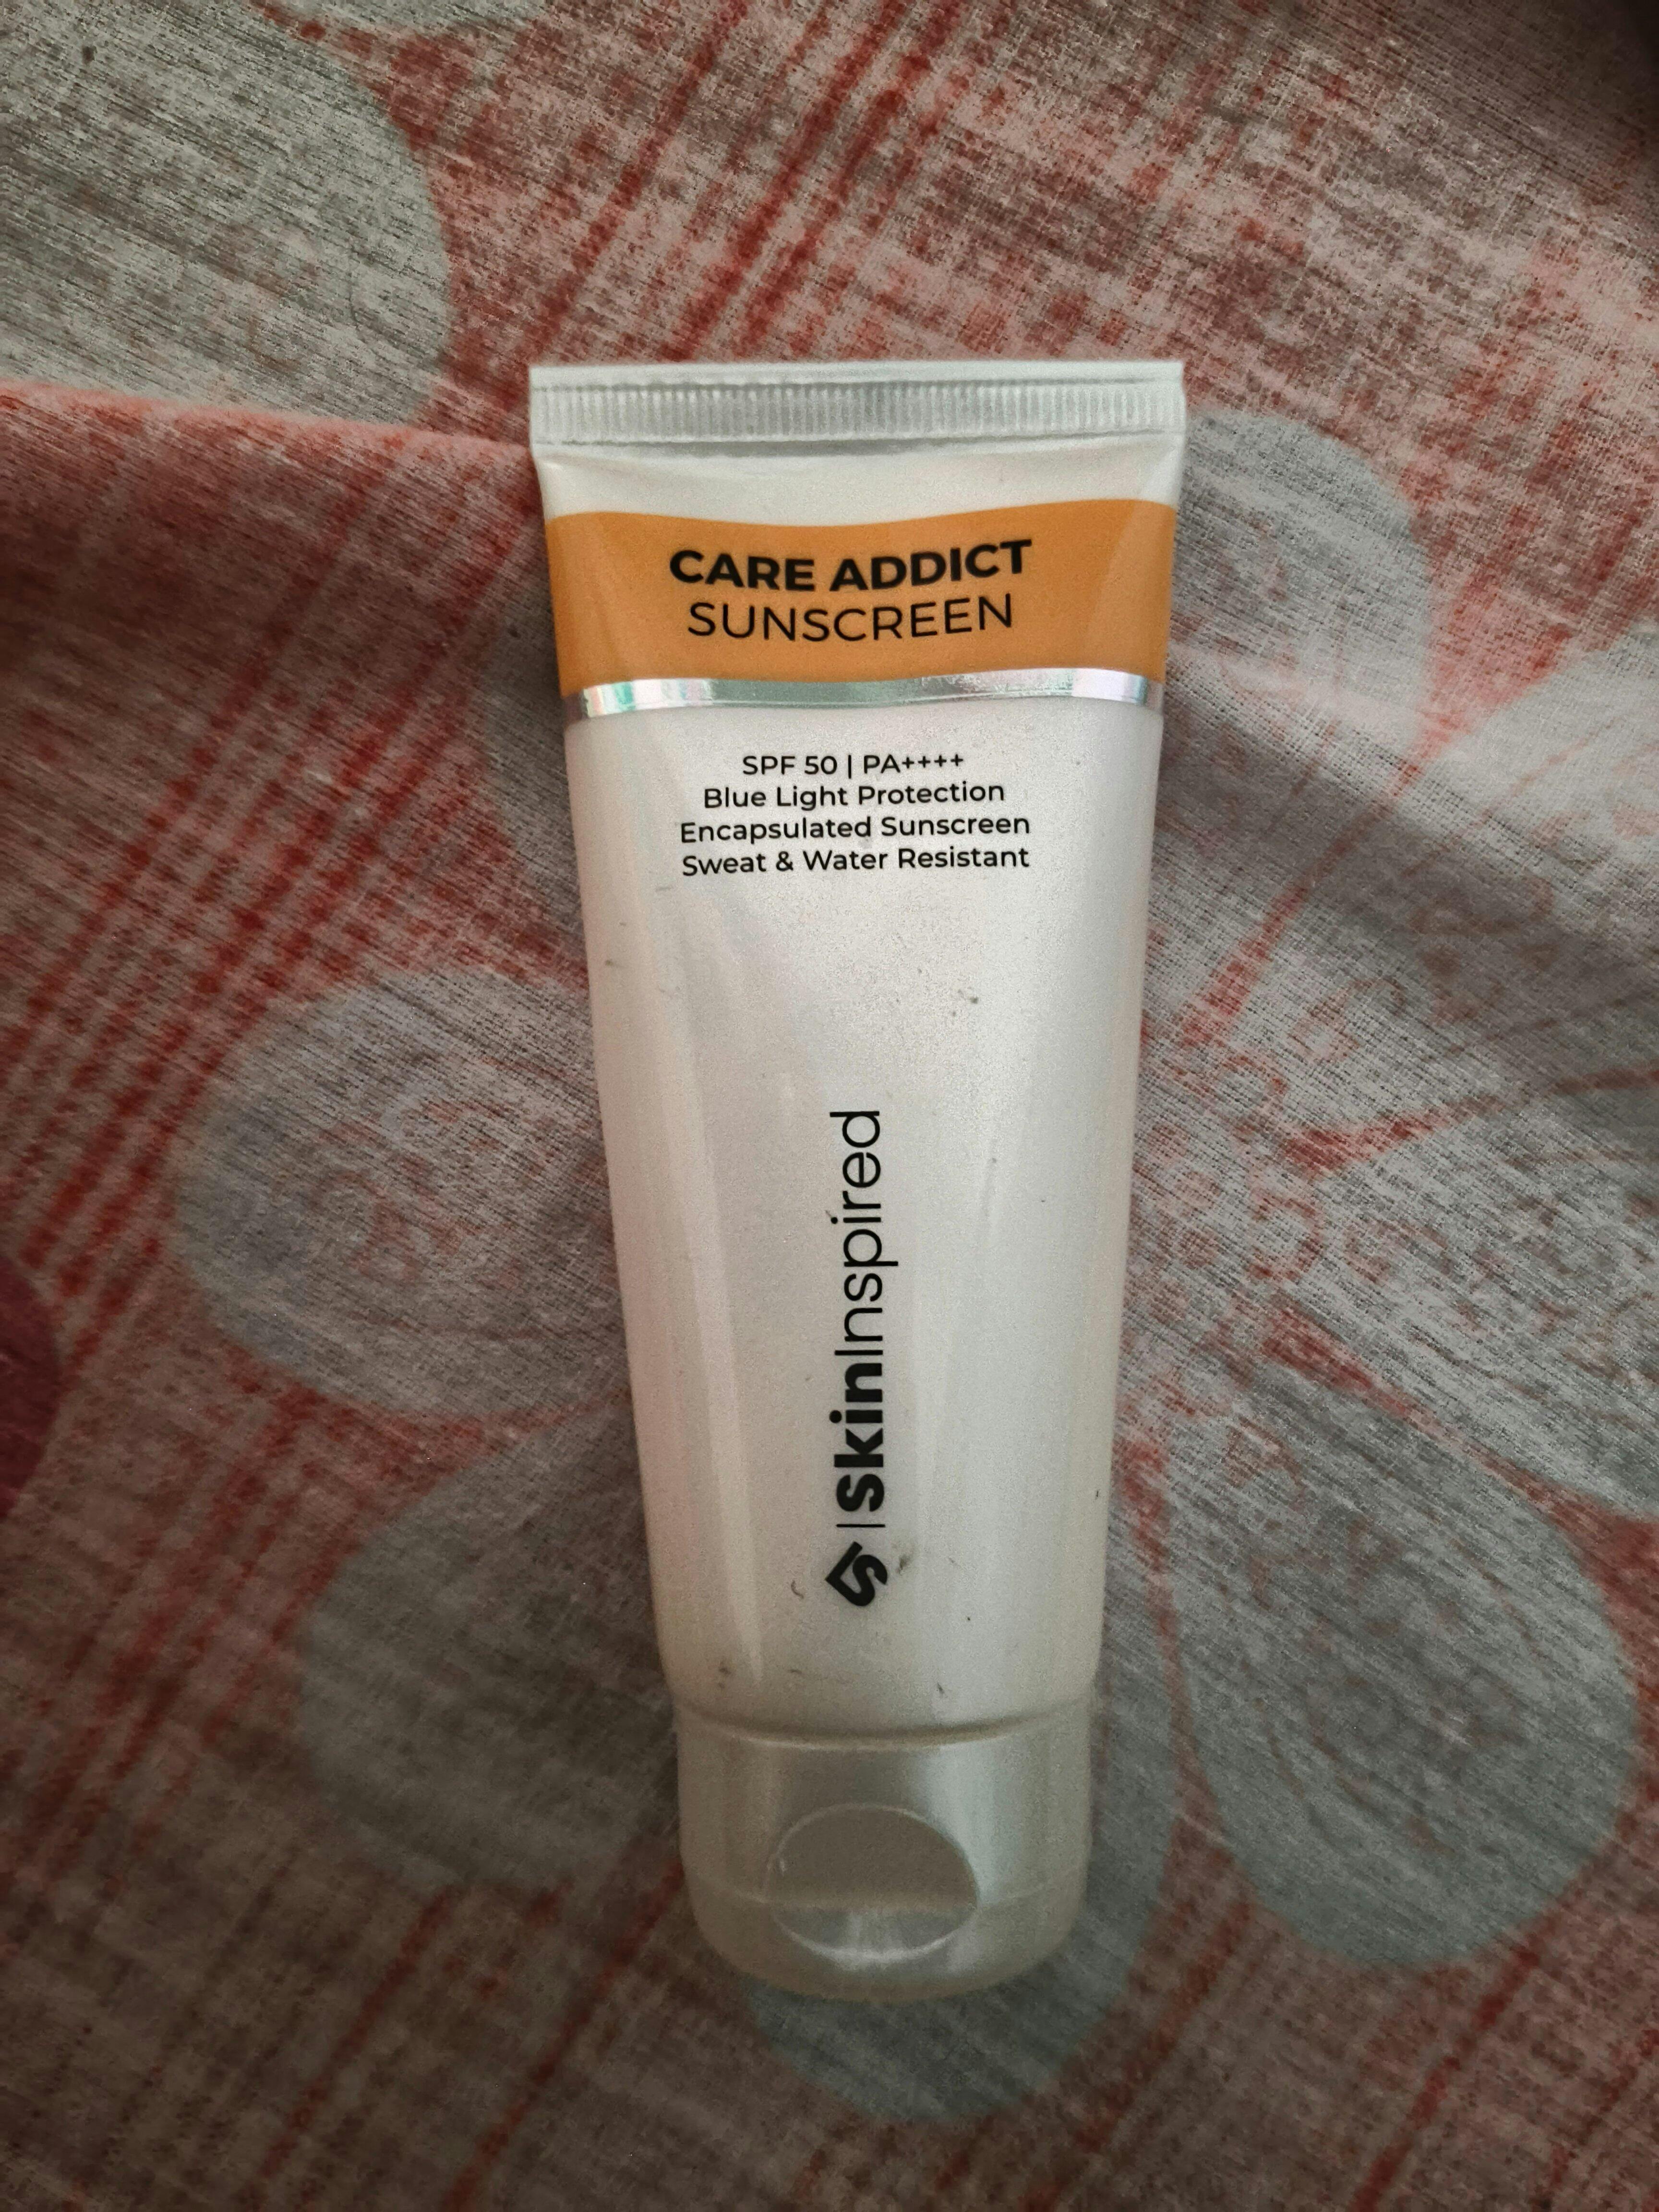 CARE ADDICT
SUNSCREEN
SPF 50 | PA++++
Blue Light Protection
Encapsulated Sunscreen
Sweat & Water Resistant
skinInspired